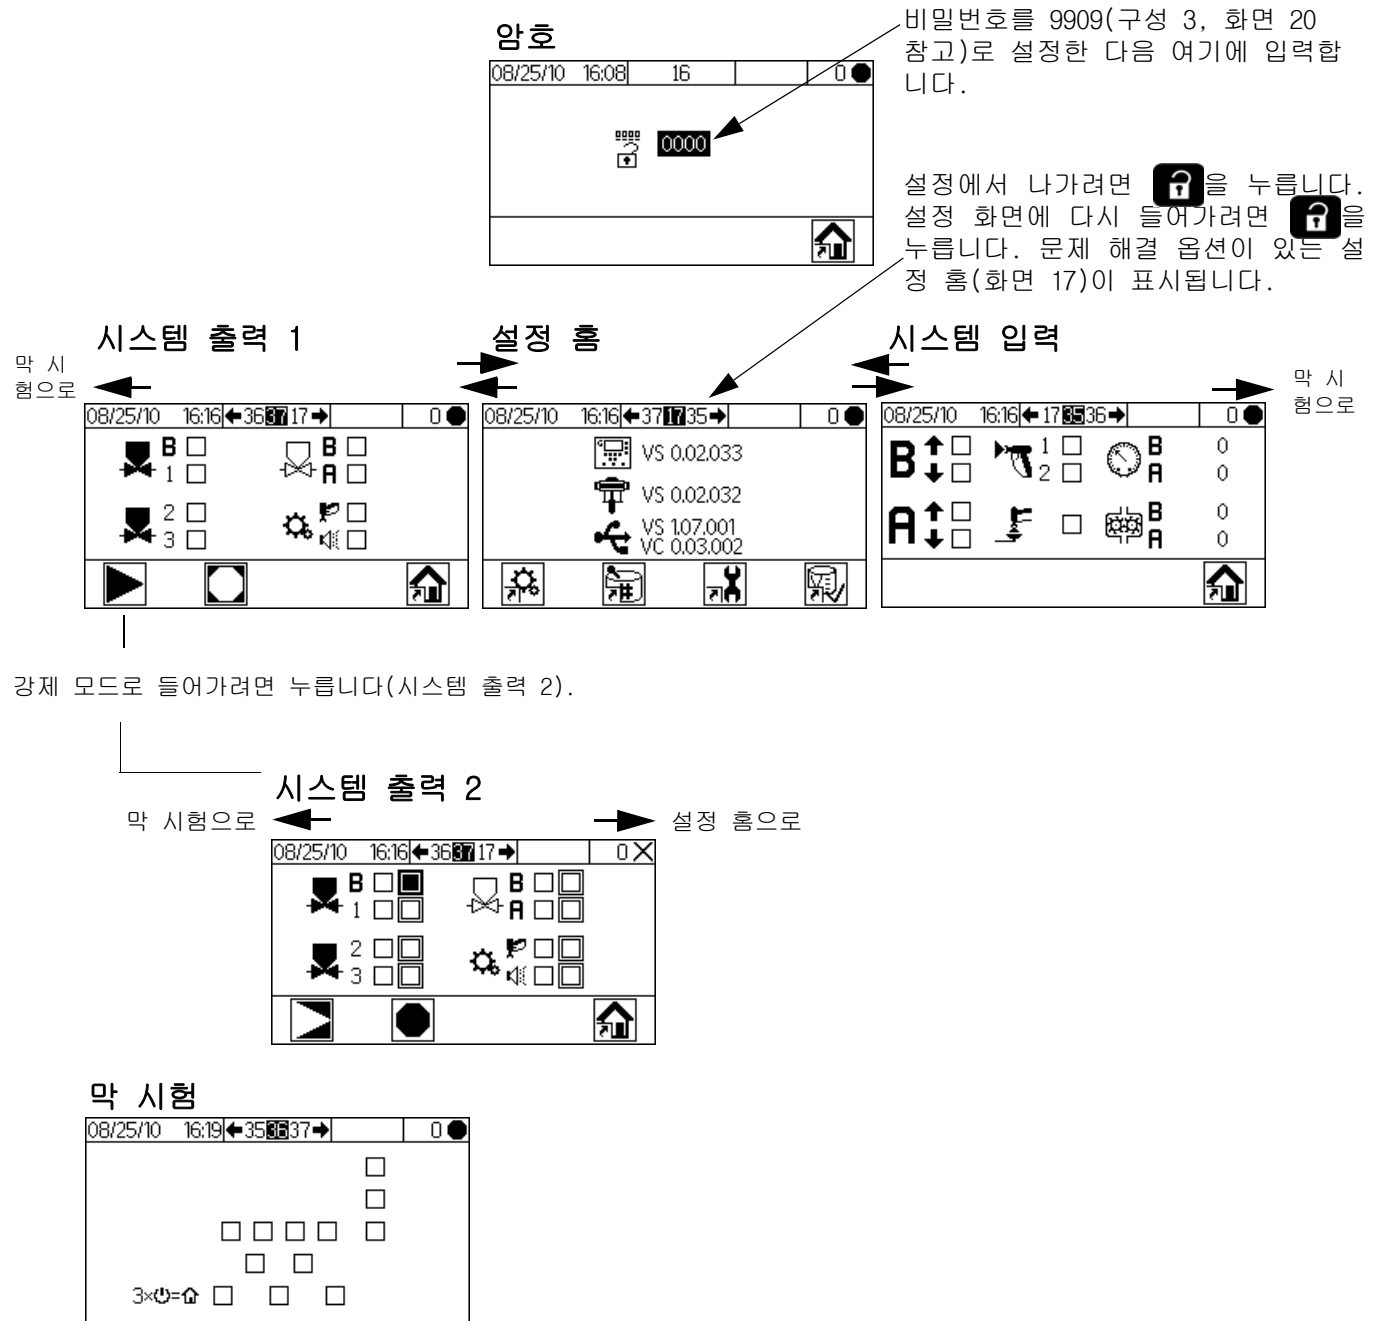 암호
비밀번호를 9909(구성 3, 화면 20
참고)로 설정한 다음 여기에 입력합
니다.
08/25/10 16:08 16 0
0000
설정에서 나가려면 을 누릅니다.
설정 화면에 다시 들어가려면 을
누릅니다. 문제 해결 옵션이 있는 설
정 홈(화면 17)이 표시됩니다.
시스템 출력 1
설정 홈
시스템 입력
막 시
험으로
막 시
험으로
08/25/10 16:16 36 37 17 0
B
1
B
A
2
3
08/25/10 16:16 37 17 35 0
VS 0.02.033
VS 0.02.032
VS 1.07.001
VC 0.03.002
08/25/10 16:16 17 35 36 0
B 1 2 B 0
A 0
A B 0
A 0
강제 모드로 들어가려면 누릅니다(시스템 출력 2).
시스템 출력 2
막 시험으로
설정 홈으로
08/25/10 16:16 36 37 17 0
B
1
B
A
2
3
막 시험
08/25/10 16:19 35 36 37 0
3× =